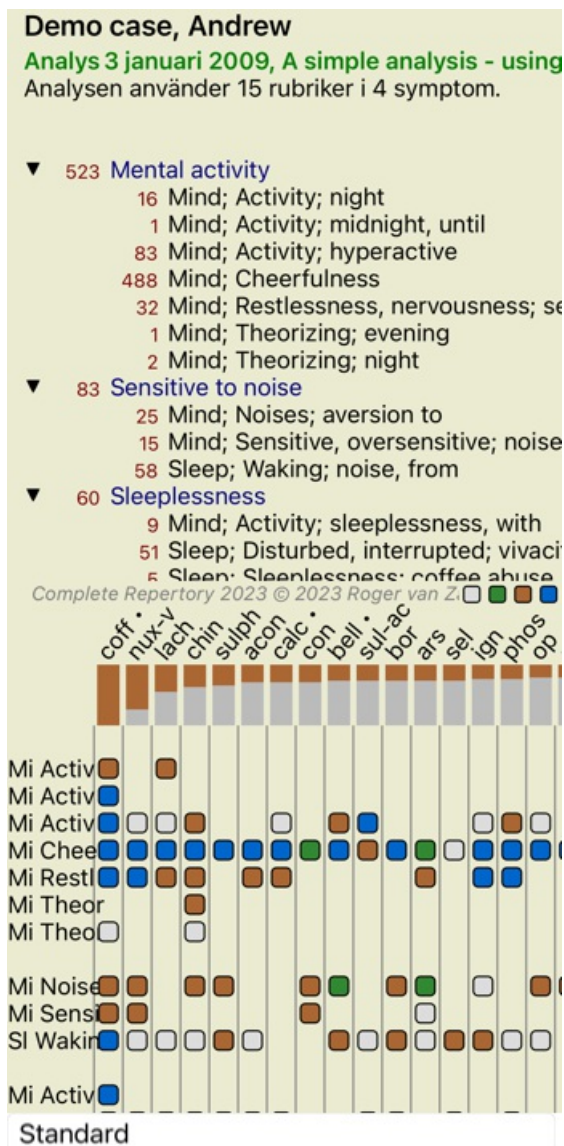 Demo case, Andrew
Analys 3 januari 2009, A simple analysis - using
Analysen använder 15 rubriker i 4 symptom.
▼ 523 Mental activity
16 Mind; Activity; night
1 Mind; Activity; midnight, until
83 Mind; Activity; hyperactive
488 Mind; Cheerfulness
32 Mind; Restlessness, nervousness; se
1 Mind; Theorizing; evening
2 Mind; Theorizing; night
▼ 83 Sensitive to noise
25 Mind; Noises; aversion to
15 Mind; Sensitive, oversensitive; noise
58 Sleep; Waking; noise, from
▼ 60 Sleeplessness
9 Mind; Activity; sleeplessness, with
51 Sleep; Disturbed, interrupted; vivaci
5 Sleep; Sleeplessness; coffee abuse
Complete Repertory 2023 © 2023 Roger van Z
coff • nux-v lach chin sulph acon calc • con bell • sul-ac bor ars sel ign phos op
Mi Activ
Mi Activ
Mi Activ
Mi Chee
Mi Restl
Mi Theor
Mi Theo
Mi Noise
Mi Sensi
Sl Wakin
Mi Activ
Standard